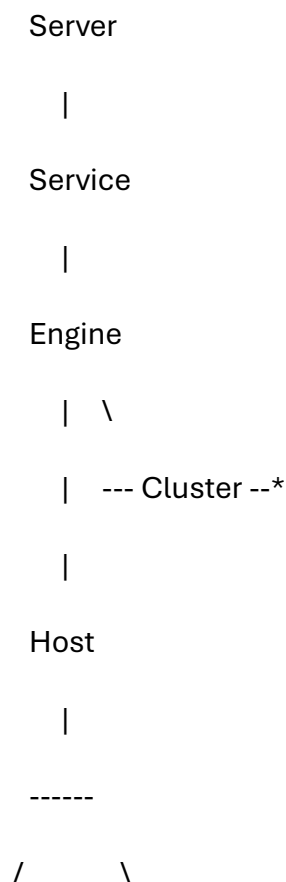 Server
|
Service
|
Engine
| \
| --- Cluster --*
|
Host
|
------
/ \